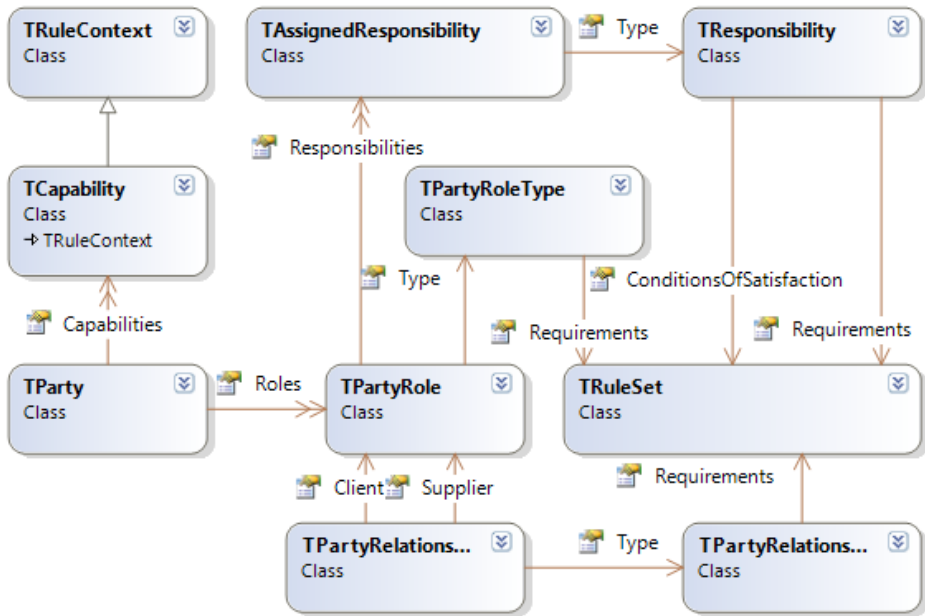 TRuleContext
Class
TAssignedResponsibility
Class
Type
TResponsibility
Class
Responsibilities
TCapability
Class
TRuleContext
TPartyRoleType
Class
Type
ConditionsOfSatisfaction
Capabilities
Requirements
Requirements
TParty
Class
Roles
TPartyRole
Class
TRuleSet
Class
Client
Supplier
Requirements
TPartyRelations...
Class
Type
TPartyRelations...
Class